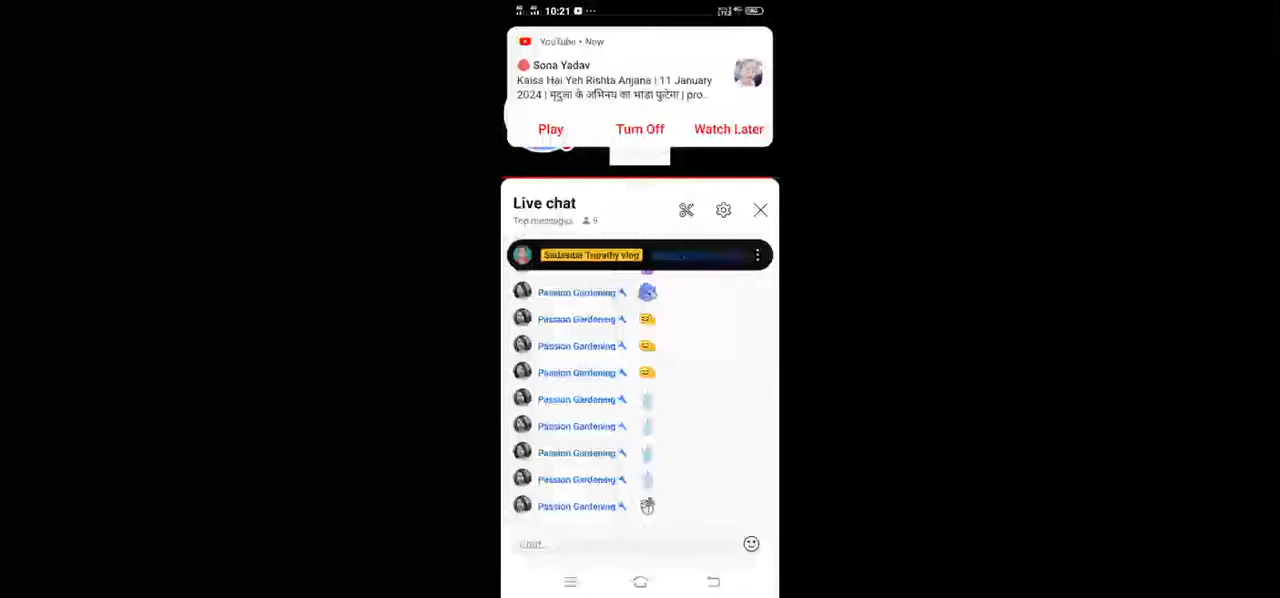 10:21
YouTube • Now
Sona Yadav
Kaisa Hai Yeh Rishta Anjana | 11 January
2024 | मृदुला के अभिनय का भांडा फुटेगा | pro..
Play Turn Off Watch Later
Live chat
Top messages 5
Passion Gardening
Passion Gardening
Passion Gardening
Passion Gardening
Passion Gardening
Passion Gardening
Passion Gardening
Passion Gardening
Passion Gardening
Chat...